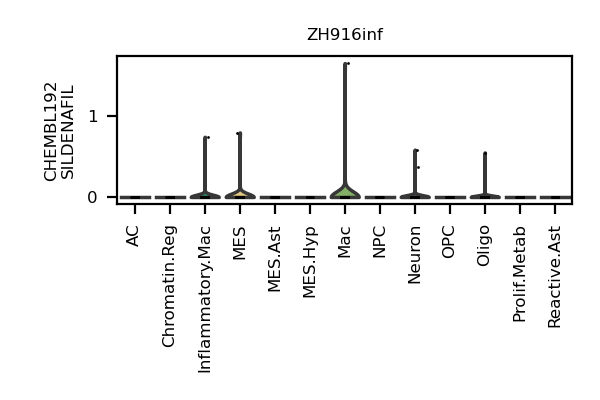 ZH916inf
CHEMBL192
SILDENAFIL
1
0
AC
Chromatin.Reg
Inflammatory.Mac
MES
MES.Ast
MES.Hyp
Mac
NPC
Neuron
OPC
Oligo
Prolif.Metab
Reactive.Ast